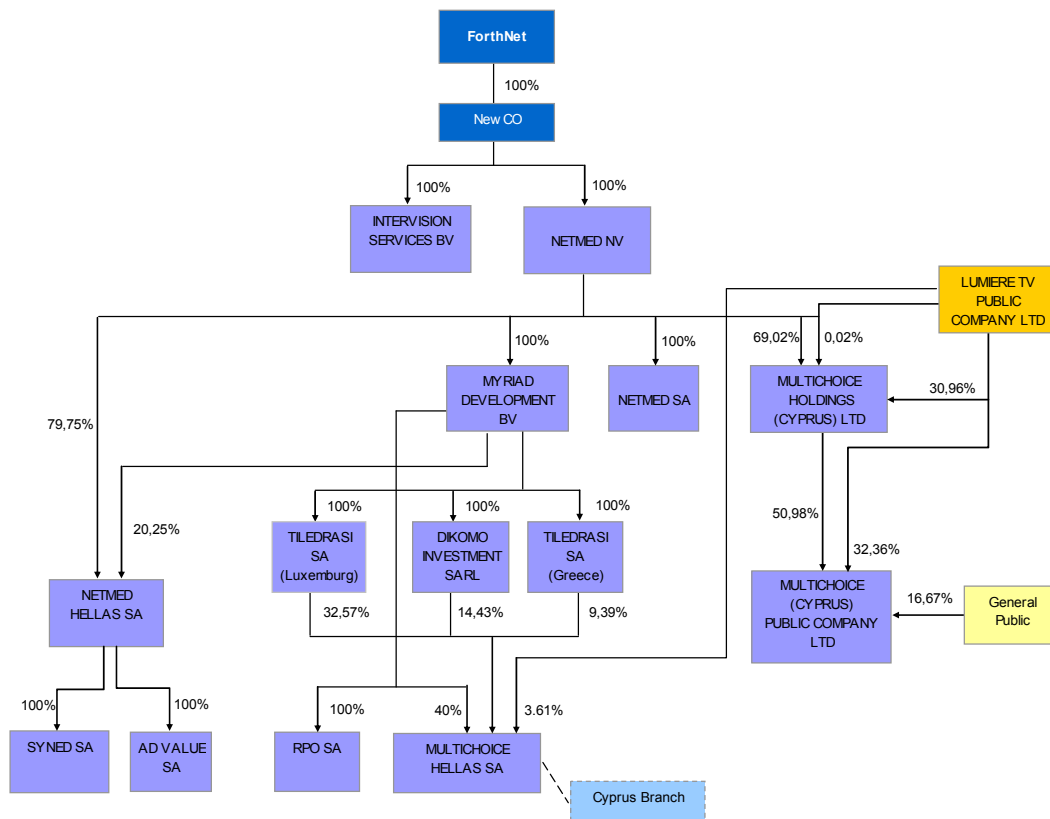 ForthNet
100%
New CO
100%
100%
INTERVISION
SERVICES BV
NETMED NV
LUMIERE TV
PUBLIC
COMPANY LTD
100%
100%
69,02%
0,02%
MYRIAD
DEVELOPMENT
BV
NETMED SA
MULTICHOICE
HOLDINGS
(CYPRUS) LTD
30,96%
79,75%
20,25%
100%
100%
100%
50,98%
32,36%
TILEDRASI
SA
(Luxemburg)
DIKOMO
INVESTMENT
SARL
TILEDRASI
SA
(Greece)
NETMED
HELLAS SA
32,57%
14,43%
9,39%
MULTICHOICE
(CYPRUS)
PUBLIC COMPANY
LTD
16,67%
General
Public
100%
100%
100%
40%
3.61%
SYNED SA
AD VALUE
SA
RPO SA
MULTICHOICE
HELLAS SA
Cyprus Branch